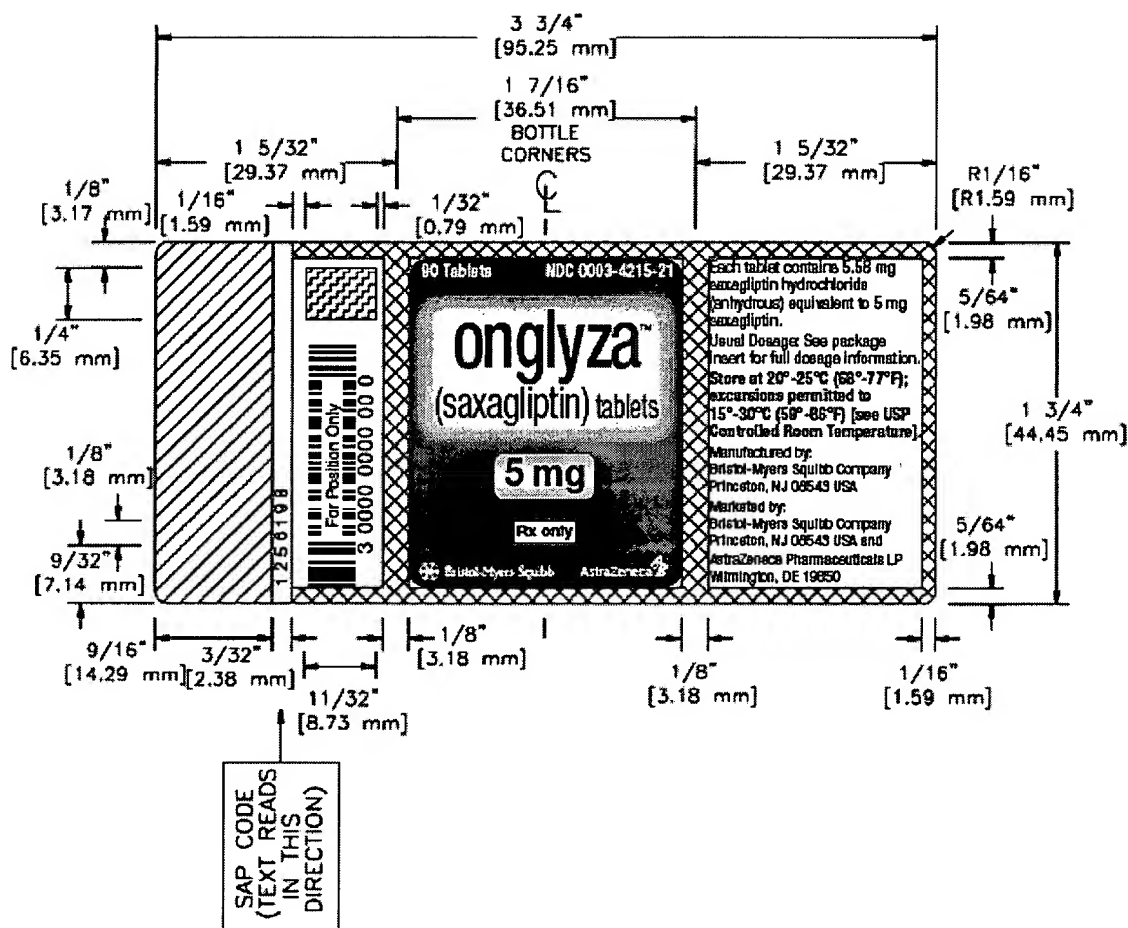 3 3/4"
[95.25 mm]
1 7/16"
[36.51 mm]
BOTTLE
CORNERS
1 5/32"
[29.37 mm]
1 5/32"
[29.37 mm]
1/8"
[3.17 mm]
1/16"
[1.59 mm]
1/32"
[0.79 mm]
R1/16"
[R1.59 mm]
1/4"
[6.35 mm]
5/64"
[1.98 mm]
1 3/4"
[44.45 mm]
1/8"
[3.18 mm]
9/32"
[7.14 mm]
5/64"
[1.98 mm]
1256198
For Position Only
3 0000 0000 00 0
90 Tablets NDC 0003-4215-21
onglyza™
(saxagliptin) tablets
5 mg
Rx only
Bristol-Myers Squibb AstraZeneca
Each tablet contains 5.58 mg
saxagliptin hydrochloride
(anhydrous) equivalent to 5 mg
saxagliptin.
Usual Dosage: See package
insert for full dosage information.
Store at 20°-25°C (68°-77°F);
excursions permitted to
15°-30°C (59°-86°F) [see USP
Controlled Room Temperature].
Manufactured by:
Bristol-Myers Squibb Company
Princeton, NJ 08543 USA
Marketed by:
Bristol-Myers Squibb Company
Princeton, NJ 08543 USA and
AstraZeneca Pharmaceuticals LP
Wilmington, DE 19850
9/16"
[14.29 mm]
3/32"
[2.38 mm]
11/32"
[8.73 mm]
1/8"
[3.18 mm]
1/8"
[3.18 mm]
1/16"
[1.59 mm]
SAP CODE
(TEXT READS
IN THIS
DIRECTION)